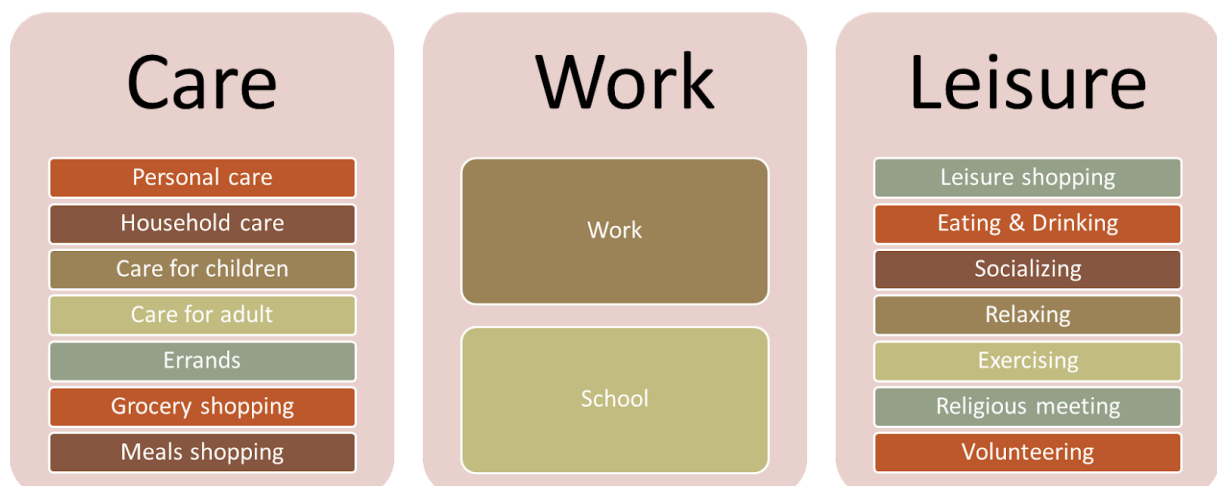 Care
Personal care
Household care
Care for children
Care for adult
Errands
Grocery shopping
Meals shopping
Work
Work
School
Leisure
Leisure shopping
Eating & Drinking
Socializing
Relaxing
Exercising
Religious meeting
Volunteering